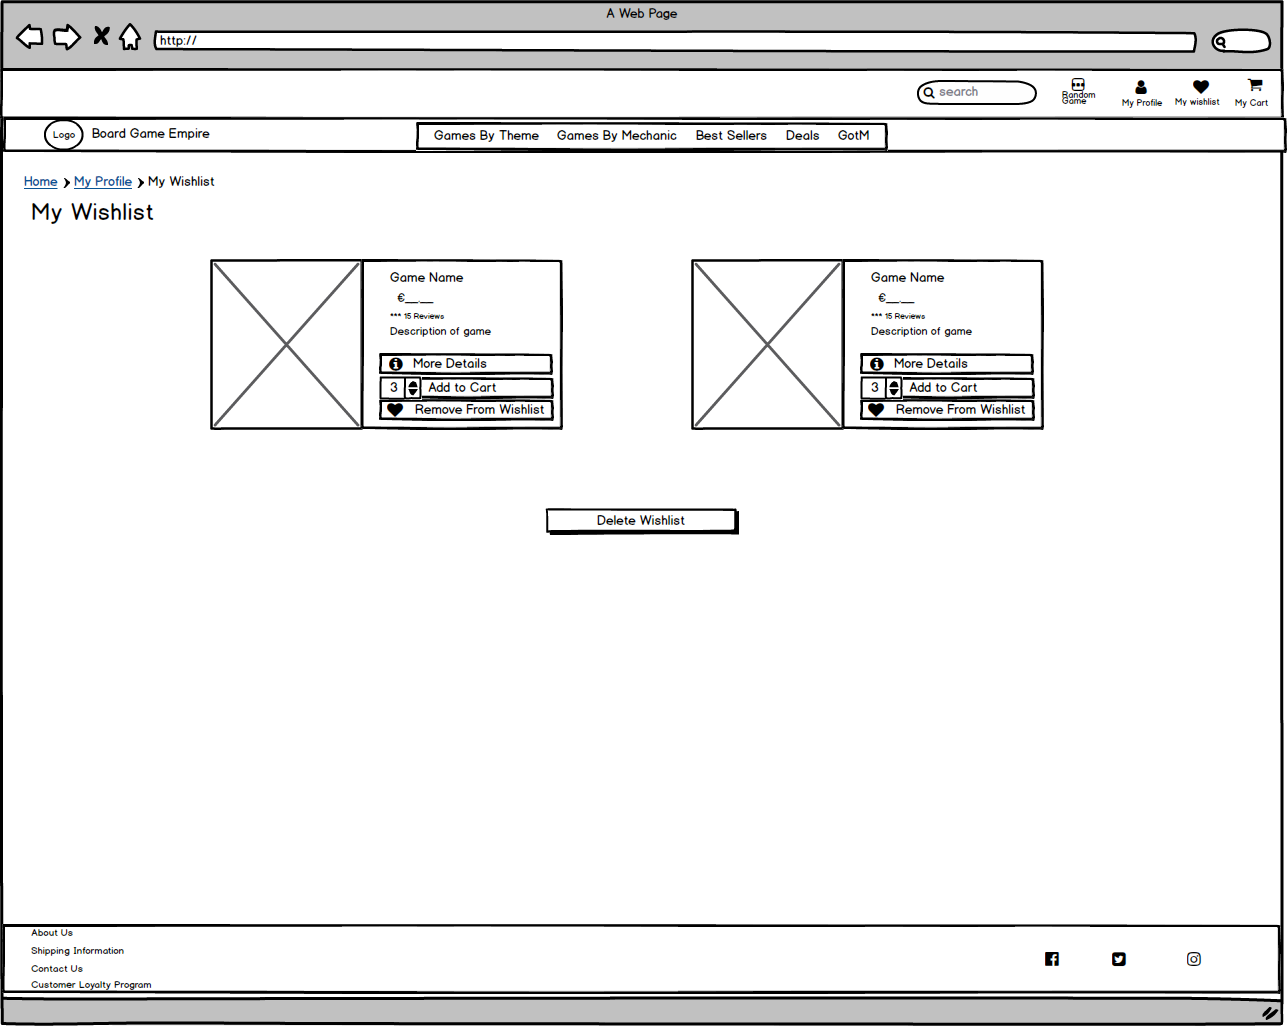 A Web Page
http://
search
Random Game
My Profile
My wishlist
My Cart
Logo
Board Game Empire
Games By Theme
Games By Mechanic
Best Sellers
Deals
GotM
Home
My Profile
My Wishlist
My Wishlist
Game Name
€__.__
*** 15 Reviews
Description of game
More Details
3
Add to Cart
Remove From Wishlist
Game Name
€__.__
*** 15 Reviews
Description of game
More Details
3
Add to Cart
Remove From Wishlist
Delete Wishlist
About Us
Shipping Information
Contact Us
Customer Loyalty Program